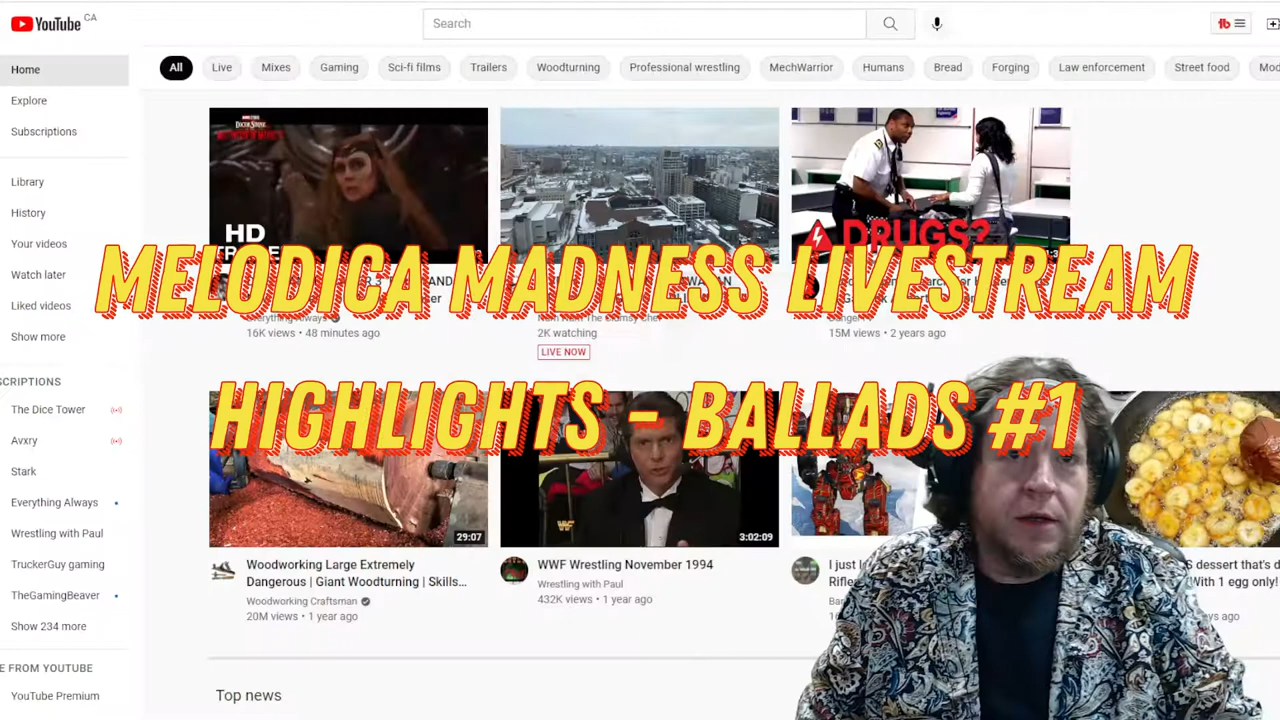 YouTube CA
Search
Home
Explore
Subscriptions
Library
History
Your videos
Watch later
Liked videos
Show more
SCRIPTIONS
The Dice Tower
Avxry
Stark
Everything Always
Wrestling with Paul
TruckerGuy gaming
TheGamingBeaver
Show 234 more
E FROM YOUTUBE
YouTube Premium
All Live Mixes Gaming Sci-fi films Trailers Woodturning Professional wrestling MechWarrior Humans Bread Forging Law enforcement Street food Mod
HD
DRUGS?
MELODICA MADNESS LIVESTREAM
16K views • 48 minutes ago
2K watching
LIVE NOW
15M views • 2 years ago
HIGHLIGHTS - BALLADS #1
29:07
WWF
3:02:09
Woodworking Large Extremely
Dangerous | Giant Woodturning | Skills...
Woodworking Craftsman
20M views • 1 year ago
WWF Wrestling November 1994
Wrestling with Paul
432K views • 1 year ago
I just
Rifle
dessert that's d
With 1 egg only!
Top news